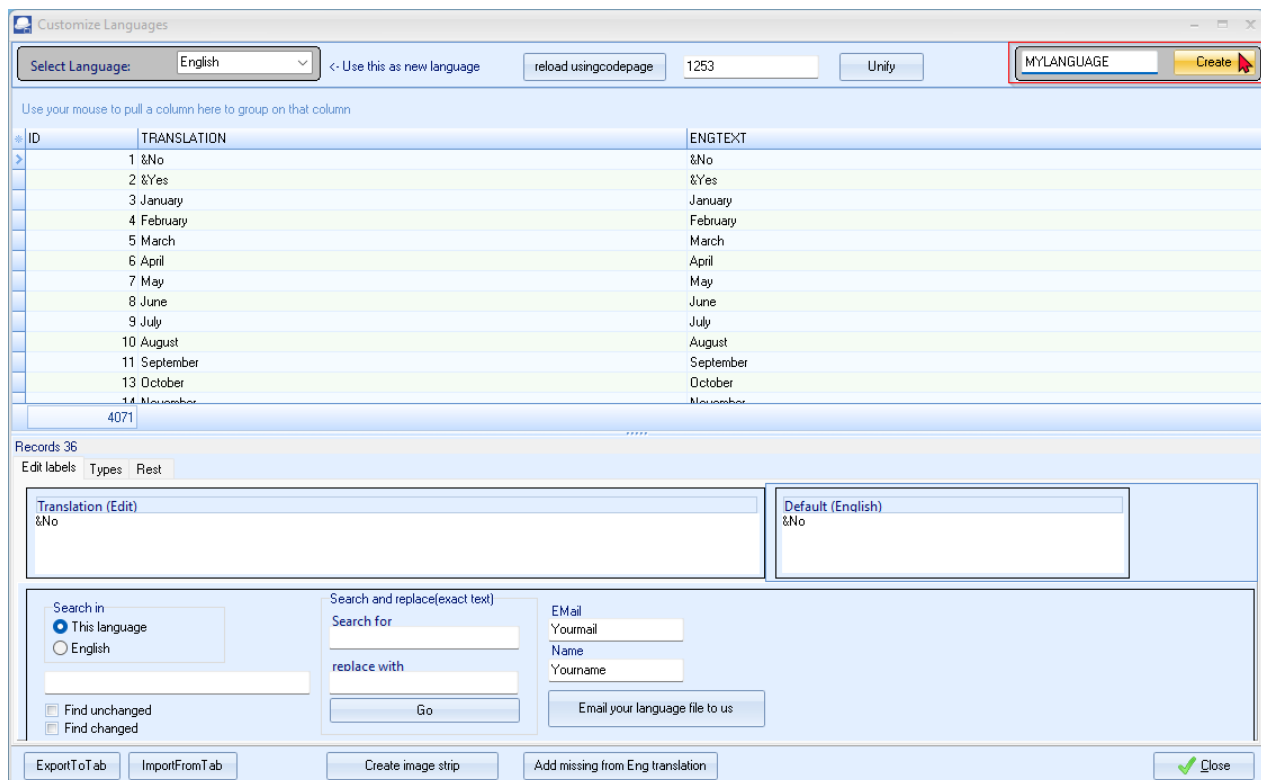 Customize Languages
Select Language: English <- Use this as new language reload usingcodepage 1253 Unify MYLANGUAGE Create
Use your mouse to pull a column here to group on that column
ID TRANSLATION ENGTEXT
1 &No &No
2 &Yes &Yes
3 January January
4 February February
5 March March
6 April April
7 May May
8 June June
9 July July
10 August August
11 September September
13 October October
14 November November
4071
Records 36
Edit labels Types Rest
Translation (Edit) Default (English)
&No &No
Search in
This language
English
Find unchanged
Find changed
Search and replace(exact text)
Search for
replace with
Go
EMail
Yourmail
Name
Yourname
Email your language file to us
ExportToTab ImportFromTab Create image strip Add missing from Eng translation Close